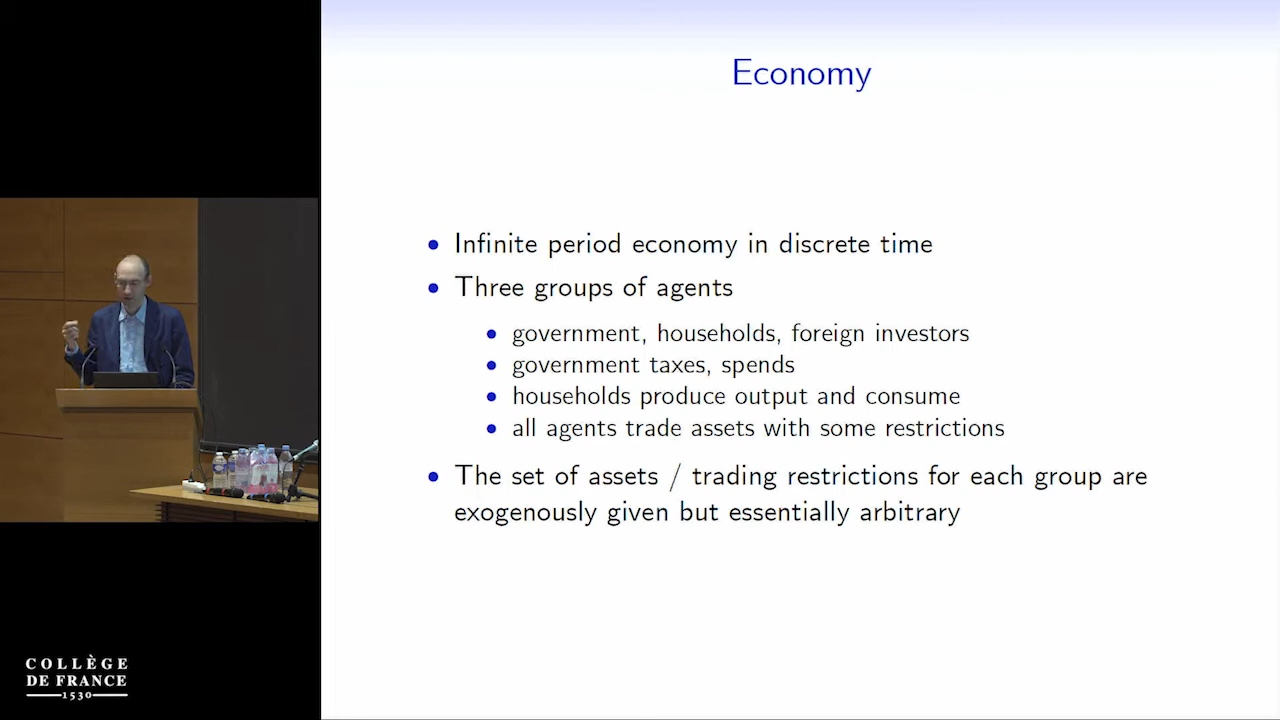 Economy
• Infinite period economy in discrete time
• Three groups of agents
• government, households, foreign investors
• government taxes, spends
• households produce output and consume
• all agents trade assets with some restrictions
• The set of assets / trading restrictions for each group are
exogenously given but essentially arbitrary
COLLÈGE
DE FRANCE
1530